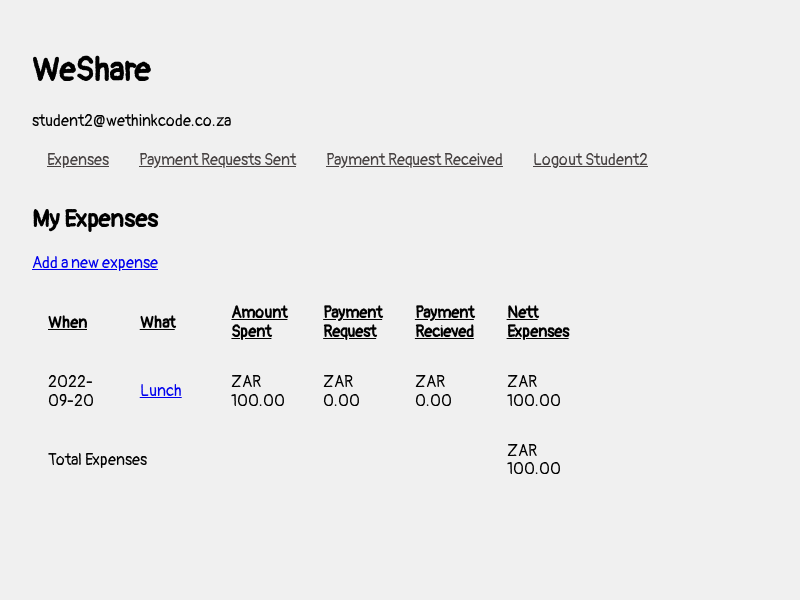 WeShare
student2@wethinkcode.co.za
Expenses Payment Requests Sent Payment Request Received Logout Student2
My Expenses
Add a new expense
When What Amount Spent Payment Request Payment Recieved Nett Expenses
2022-09-20 Lunch ZAR 100.00 ZAR 0.00 ZAR 0.00 ZAR 100.00
Total Expenses ZAR 100.00